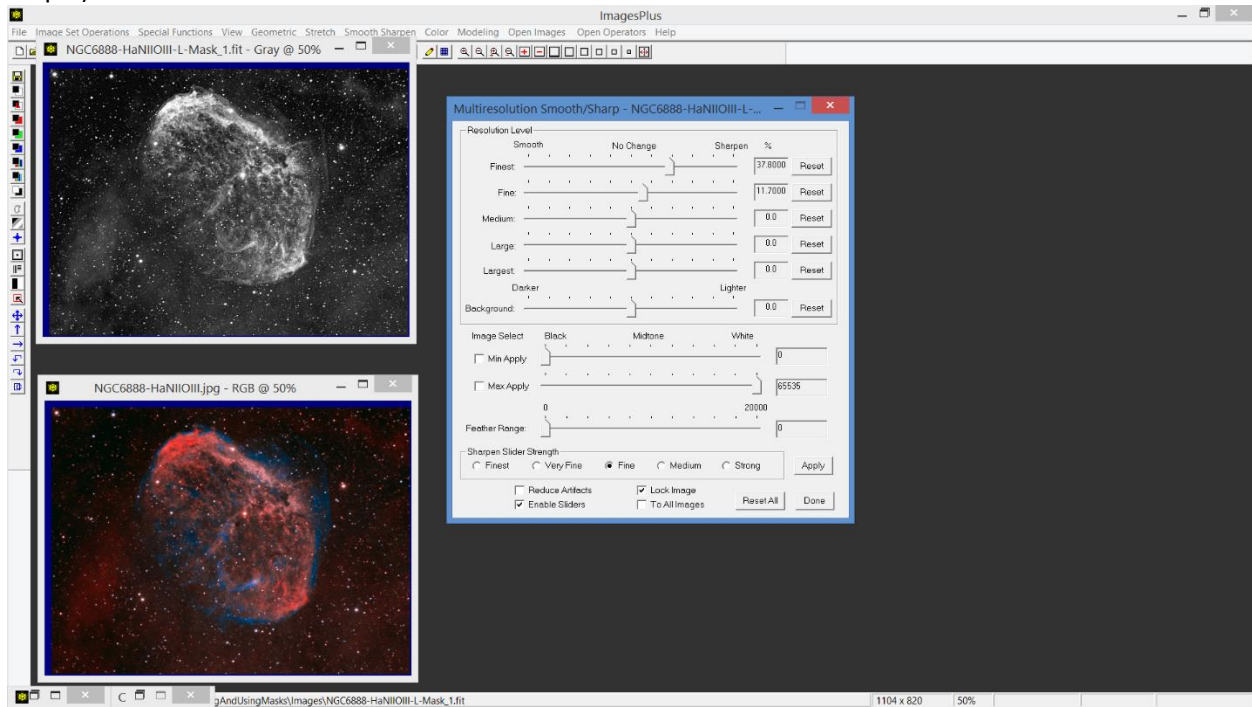 ImagesPlus
File Image Set Operations Special Functions View Geometric Stretch Smooth Sharpen Color Modeling Open Images Open Operators Help
NGC6888-HaNIIOIII-L-Mask_1.fit - Gray @ 50%
Multiresolution Smooth/Sharp - NGC6888-HaNIIOIII-L-...
Resolution Level
Smooth No Change Sharpen %
Finest: 37.8000 Reset
Fine: 11.7000 Reset
Medium: 0.0 Reset
Large: 0.0 Reset
Largest: 0.0 Reset
Darker Lighter
Background: 0.0 Reset
Image Select Black Midtone White
Min Apply 0
Max Apply 65535
0 20000
Feather Range: 0
Sharpen Slider Strength
Finest Very Fine Fine Medium Strong Apply
Reduce Artifacts Lock Image
Enable Sliders To All Images Reset All Done
NGC6888-HaNIIOIII.jpg - RGB @ 50%
C gAndUsingMasks\Images\NGC6888-HaNIIOIII-L-Mask_1.fit 1104 x 820 50%